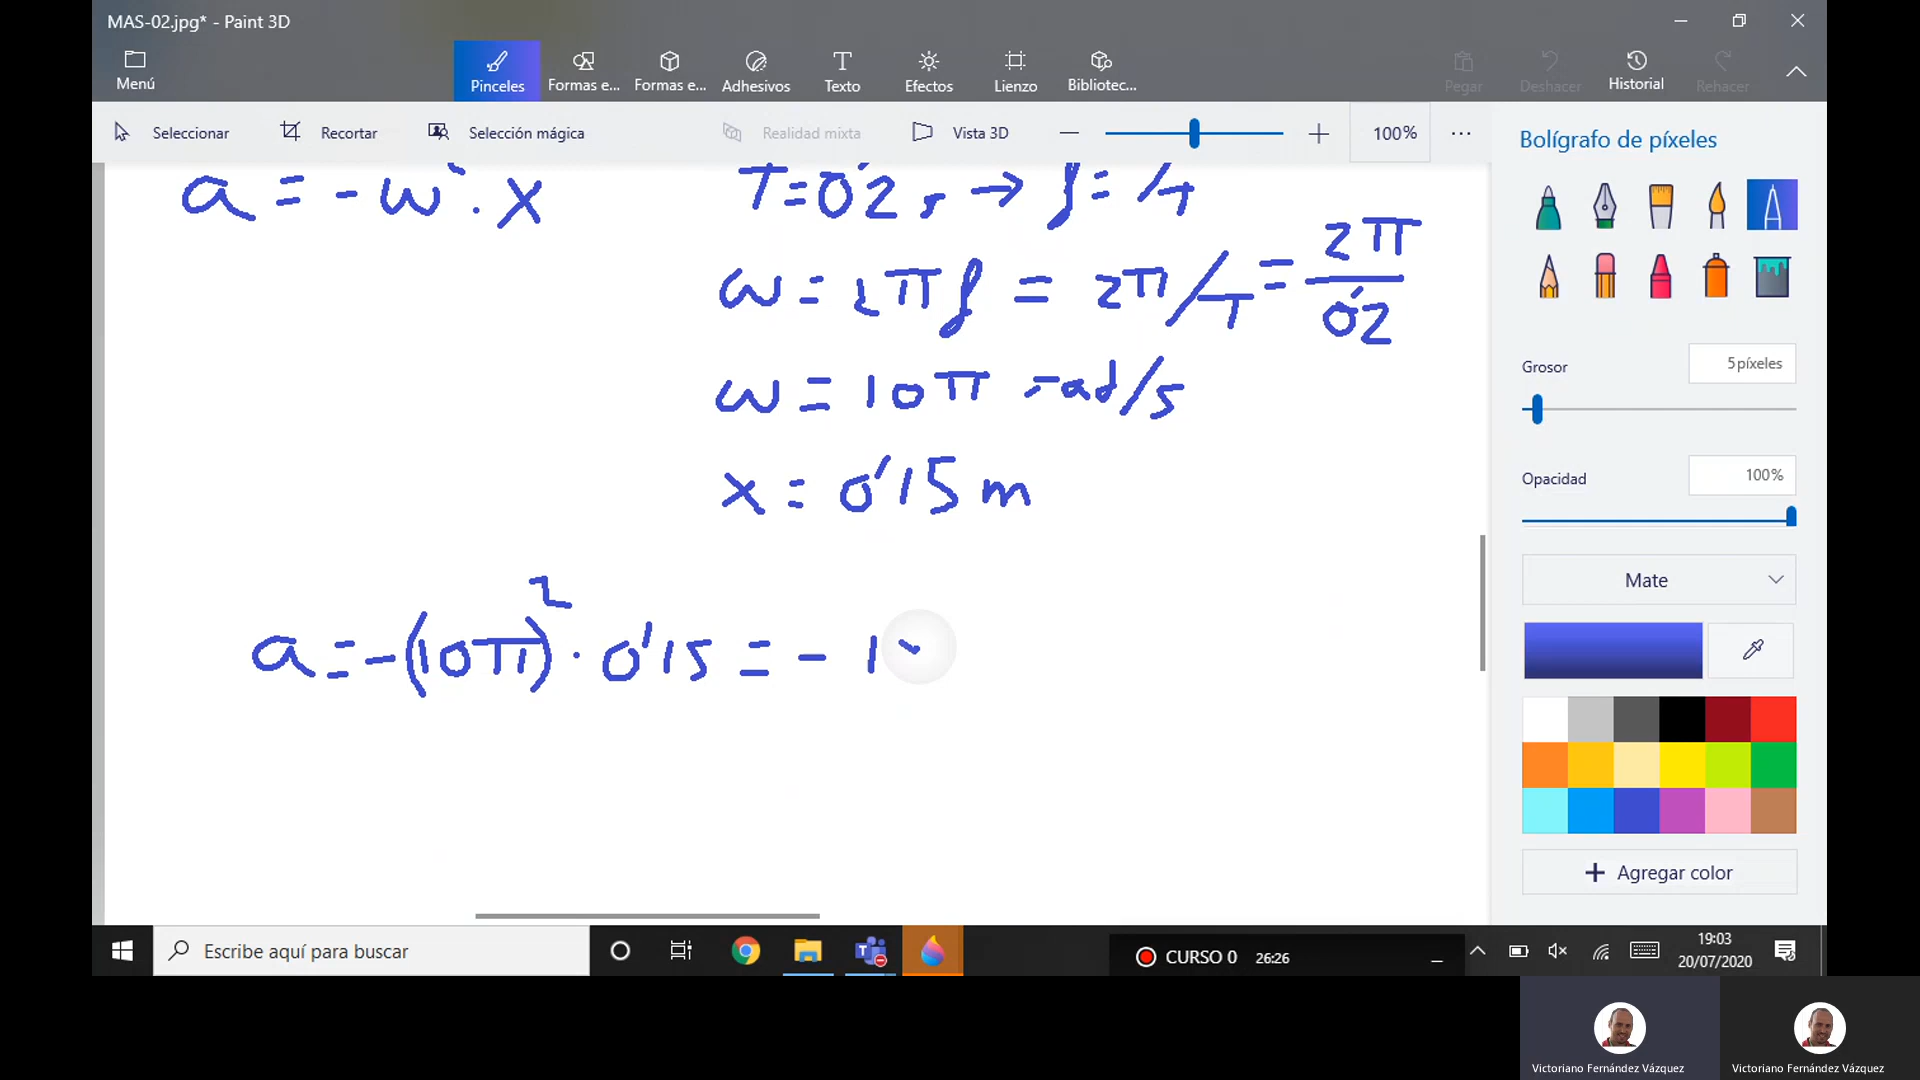 MAS-02.jpg* - Paint 3D
Menú
Pinceles
Formas e...
Formas e...
Adhesivos
Texto
Efectos
Lienzo
Bibliotec...
Pegar
Deshacer
Historial
Rehacer
Seleccionar
Recortar
Selección mágica
Realidad mixta
Vista 3D
100%
Bolígrafo de píxeles
Grosor
5 píxeles
Opacidad
100%
Mate
Agregar color
a = -ω² · x
T = 0'2 s → f = 1/T
ω = 2πf = 2π/T = 2π/0'2
ω = 10π rad/s
x = 0'15 m
a = -(10π)² · 0'15 = - 1
Escribe aquí para buscar
CURSO 0
26:26
19:03
20/07/2020
Victoriano Fernández Vázquez
Victoriano Fernández Vázquez